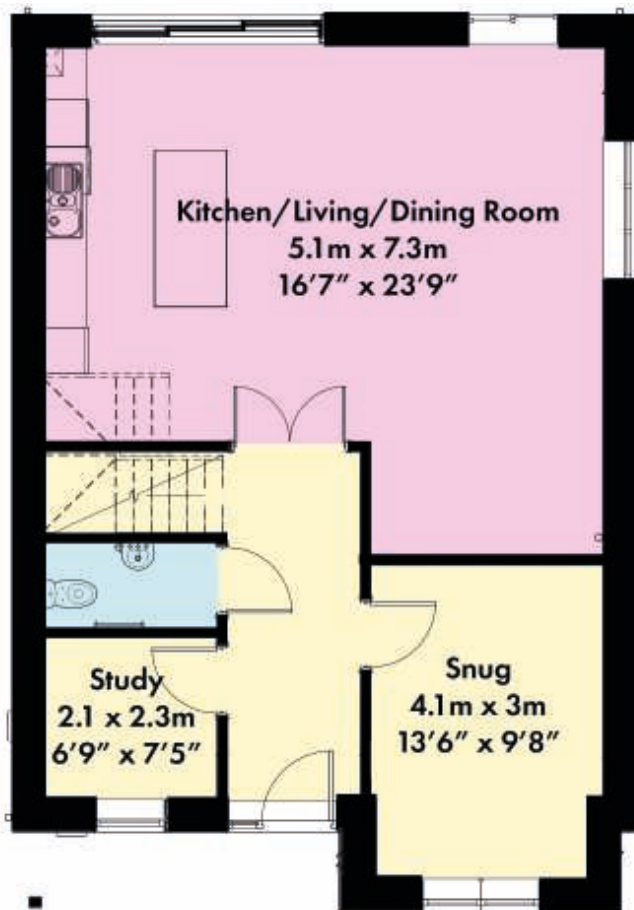 Kitchen/Living/Dining Room
5.1m x 7.3m
16'7" x 23'9"
Study
2.1 x 2.3m
6'9" x 7'5"
Snug
4.1m x 3m
13'6" x 9'8"